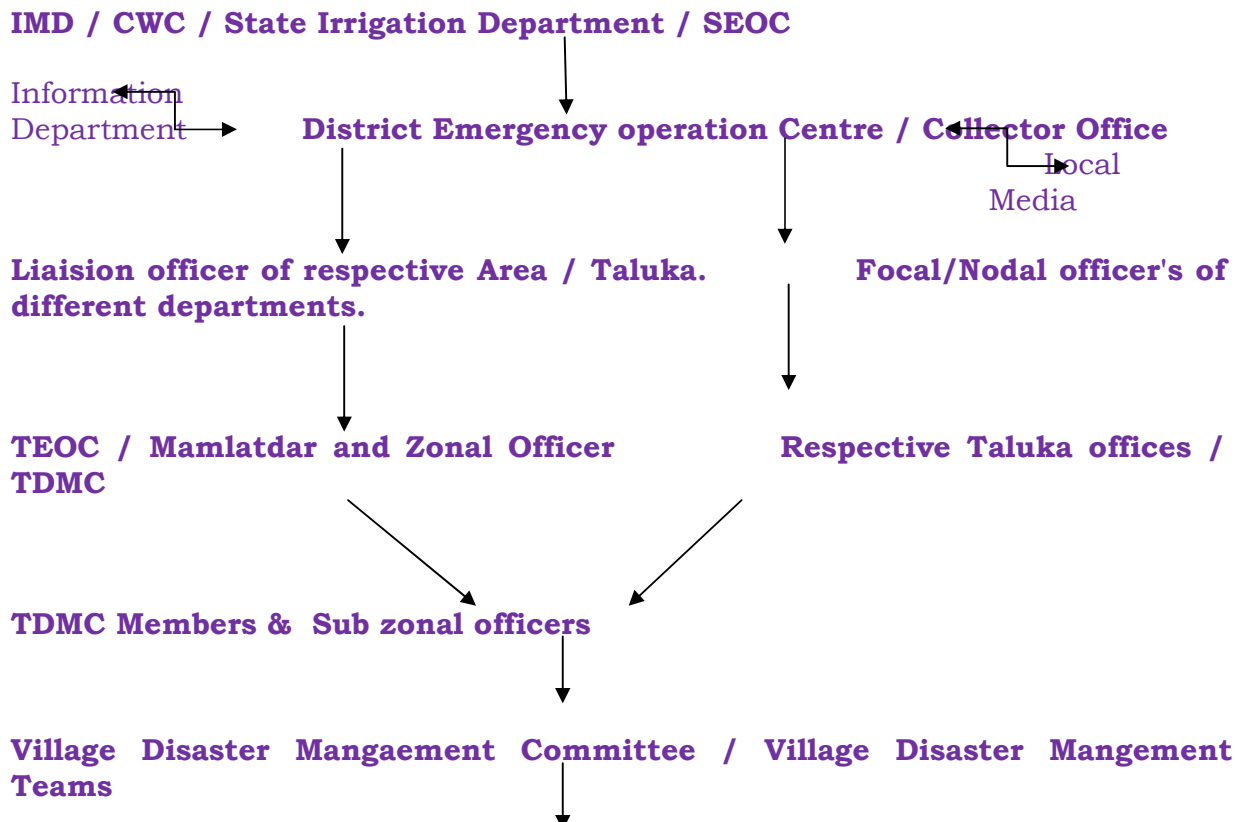 IMD / CWC / State Irrigation Department / SEOC
Information
Department District Emergency operation Centre / Collector Office
Local
Media
Liaision officer of respective Area / Taluka. Focal/Nodal officer's of
different departments.
TEOC / Mamlatdar and Zonal Officer Respective Taluka offices /
TDMC
TDMC Members & Sub zonal officers
Village Disaster Mangaement Committee / Village Disaster Mangement
Teams